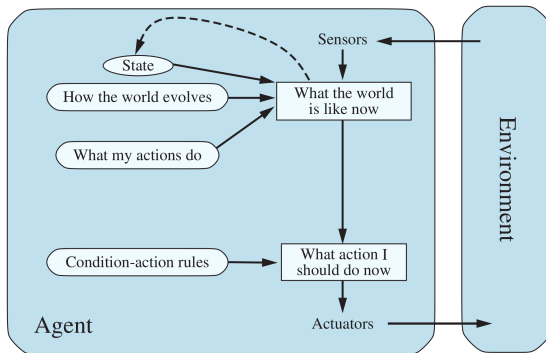 Sensors
State
How the world evolves
What the world
is like now
What my actions do
Environment
Condition-action rules
What action I
should do now
Agent
Actuators